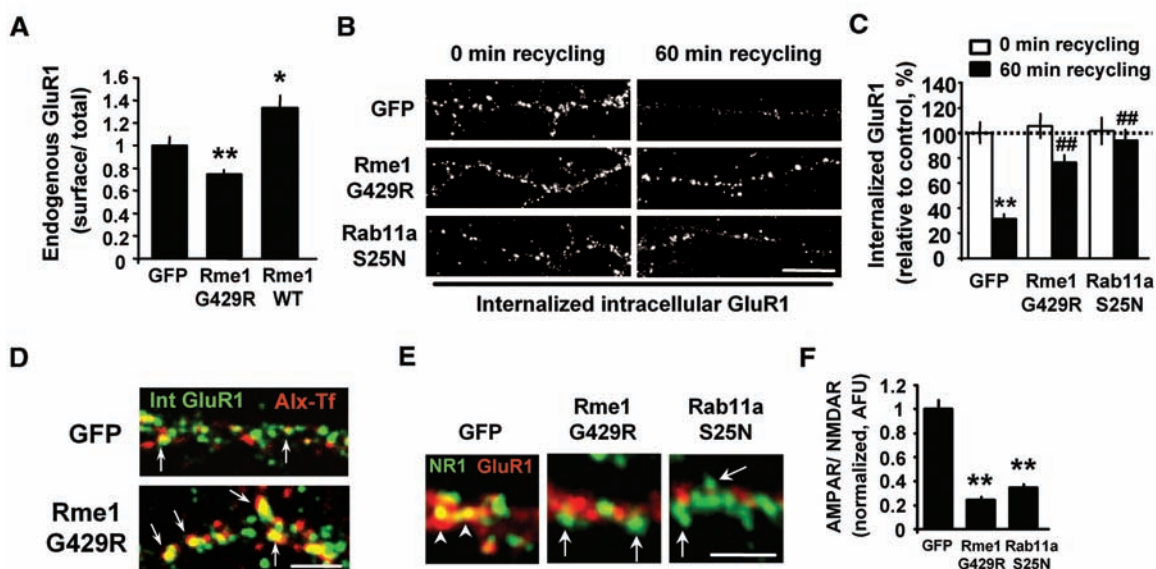 A
Endogenous GluR1
(surface/ total)
1.6
1.4
1.2
1
0.8
0.6
0.4
0.2
0
*
**
GFP
Rme1
G429R
Rme1
WT
B
0 min recycling
60 min recycling
GFP
Rme1
G429R
Rab11a
S25N
Internalized intracellular GluR1
C
0 min recycling
60 min recycling
Internalized GluR1
(relative to control, %)
140
120
100
80
60
40
20
0
**
##
##
GFP
Rme1
G429R
Rab11a
S25N
D
Int GluR1
Alx-Tf
GFP
Rme1
G429R
E
GFP
Rme1
G429R
Rab11a
S25N
NR1
GluR1
F
AMPAR/ NMDAR
(normalized, AFU)
1.2
1
0.8
0.6
0.4
0.2
0
**
**
GFP
Rme1
G429R
Rab11a
S25N